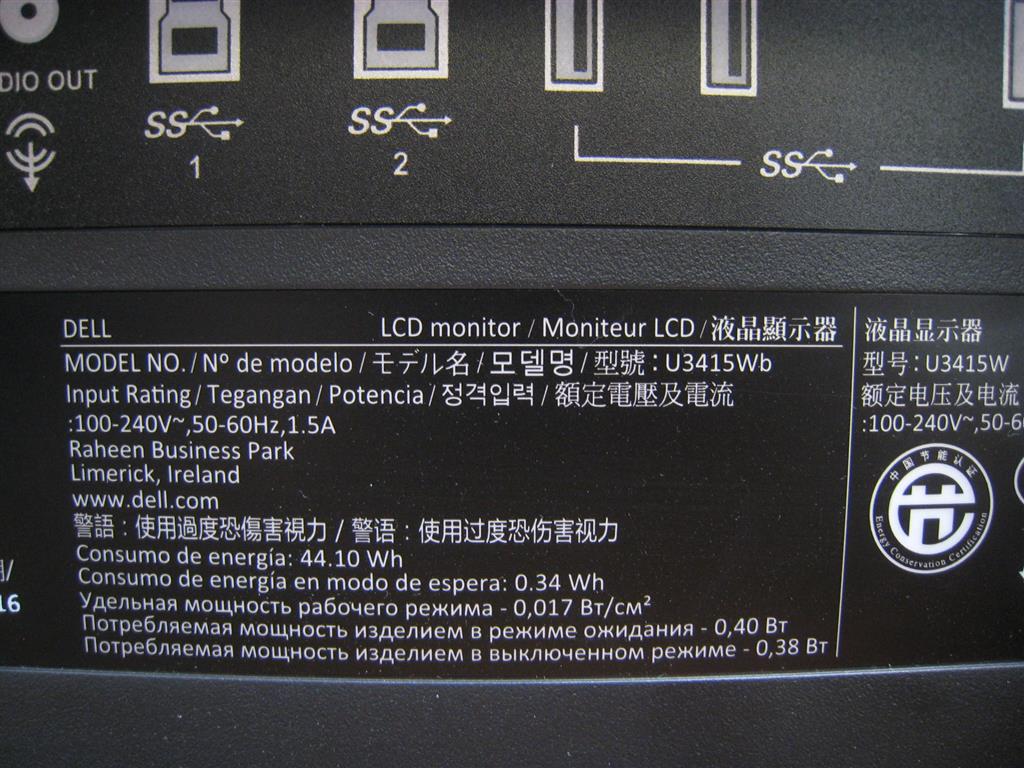 DIO OUT
SS
1
SS
2
SS
DELL
LCD monitor / Moniteur LCD / 液晶顯示器
MODEL NO. / Nº de modelo / モデル名 / 모델명 / 型號 : U3415Wb
Input Rating / Tegangan / Potencia / 정격입력 / 額定電壓及電流
:100-240V~,50-60Hz,1.5A
Raheen Business Park
Limerick, Ireland
www.dell.com
警語 : 使用過度恐傷害視力 / 警语 : 使用过度恐伤害视力
Consumo de energía: 44.10 Wh
Consumo de energía en modo de espera: 0.34 Wh
Удельная мощность рабочего режима - 0,017 Вт/см²
Потребляемая мощность изделием в режиме ожидания - 0,40 Вт
Потребляемая мощность изделием в выключенном режиме - 0,38 Вт
液晶显示器
型号 : U3415W
额定电压及电流
:100-240V~,50-6
中国节能认证
Energy Conservation Certification
16